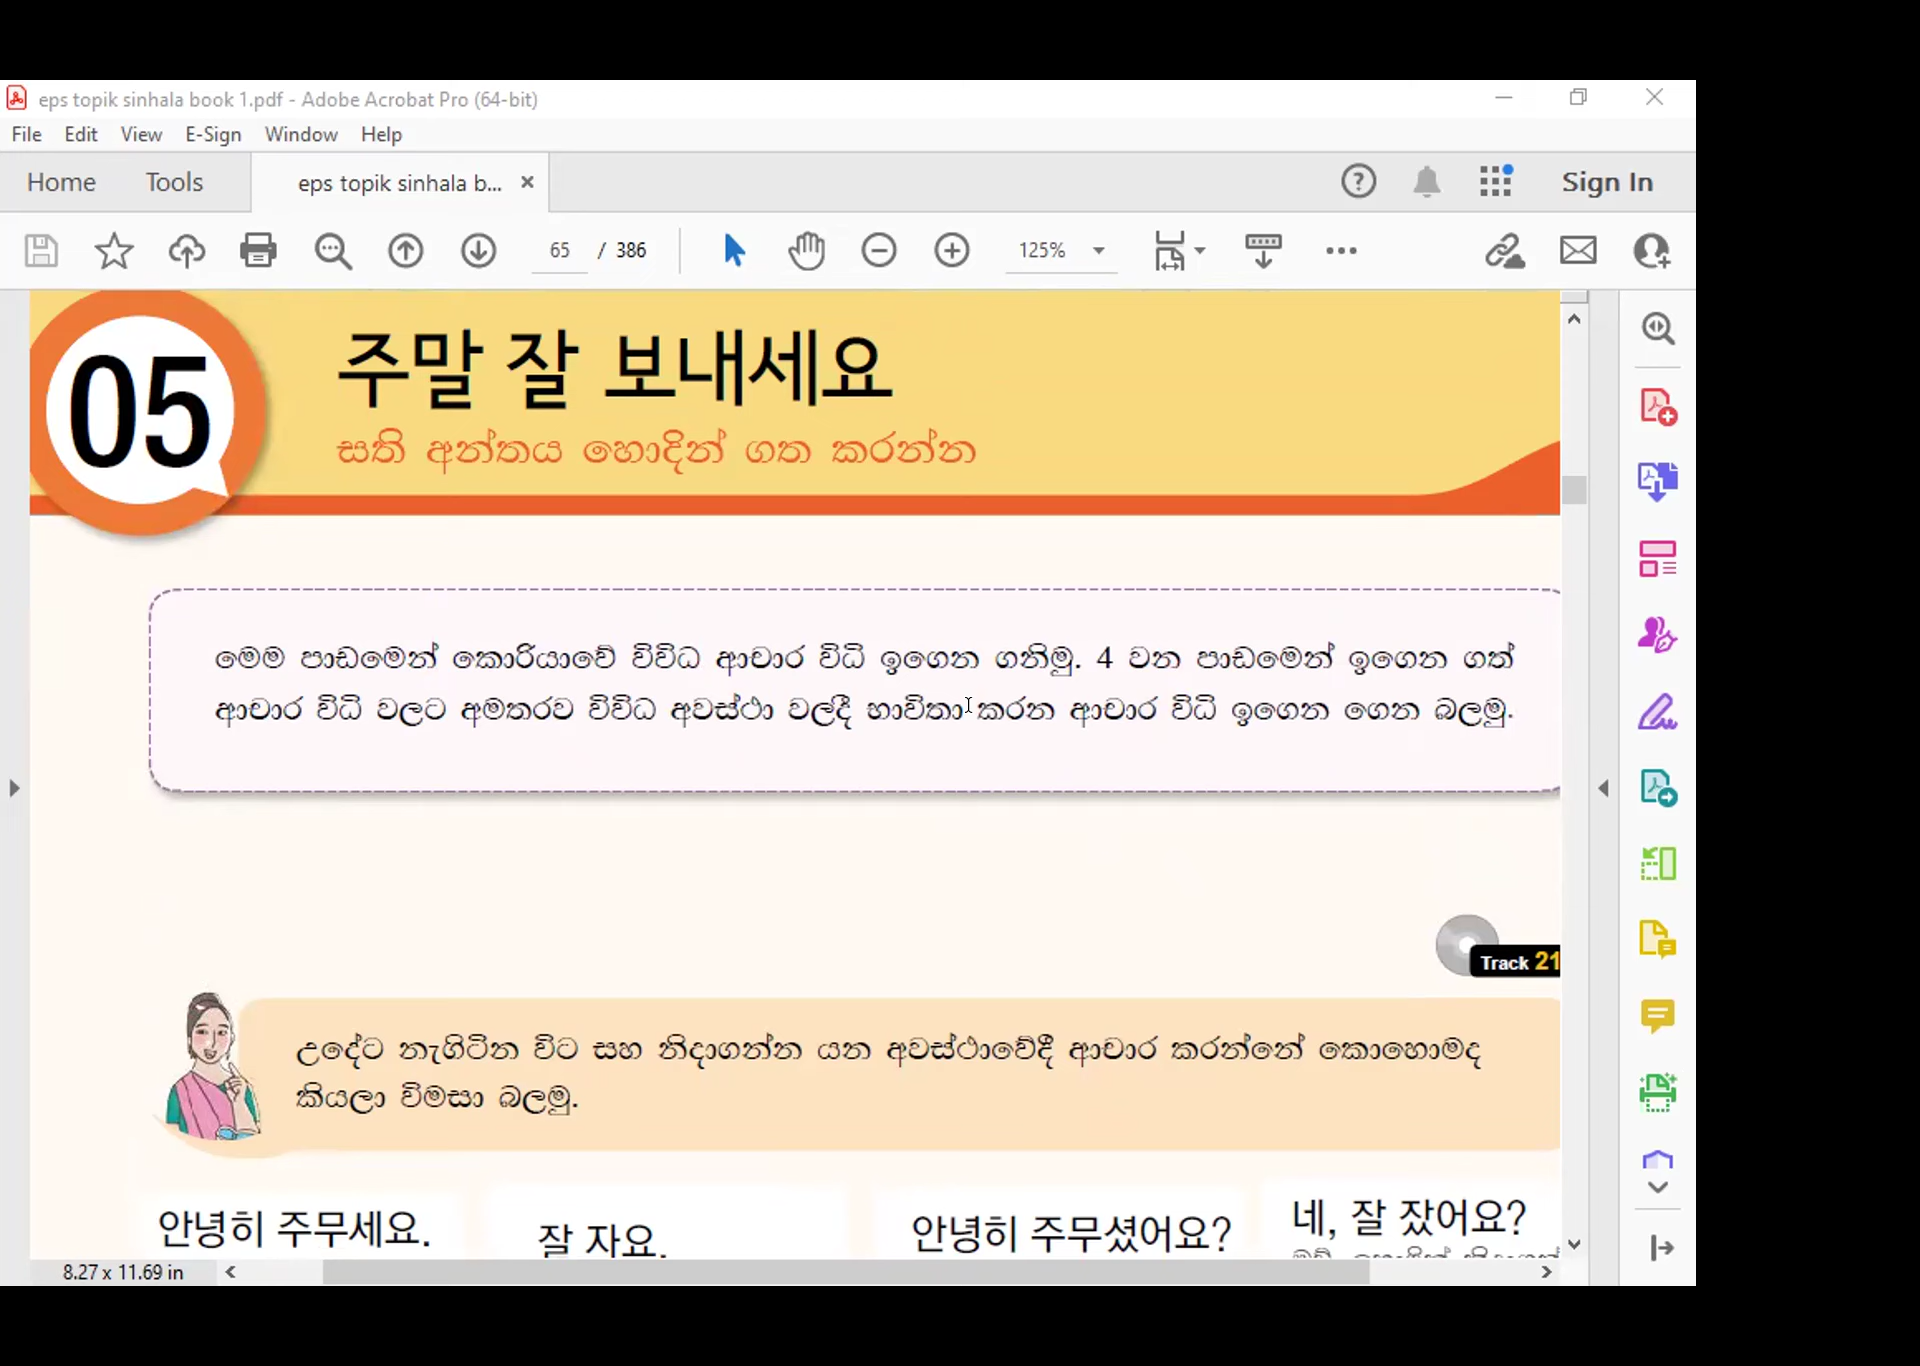 eps topik sinhala book 1.pdf - Adobe Acrobat Pro (64-bit)
File Edit View E-Sign Window Help
Home Tools eps topik sinhala b... Sign In
65 / 386 125%
05
주말 잘 보내세요
සති අන්තය හොදින් ගත කරන්න
මෙම පාඩමෙන් කොරියාවේ විවිධ ආචාර විධි ඉගෙන ගනිමු. 4 වන පාඩමෙන් ඉගෙන ගත්
ආචාර විධි වලට අමතරව විවිධ අවස්ථා වලදී භාවිතා කරන ආචාර විධි ඉගෙන ගෙන බලමු.
Track 21
උදේට නැගිටින විට සහ නිදාගන්න යන අවස්ථාවේදී ආචාර කරන්නේ කොහොමද
කියලා විමසා බලමු.
안녕히 주무세요. 잘 자요. 안녕히 주무셨어요? 네, 잘 잤어요?
8.27 x 11.69 in